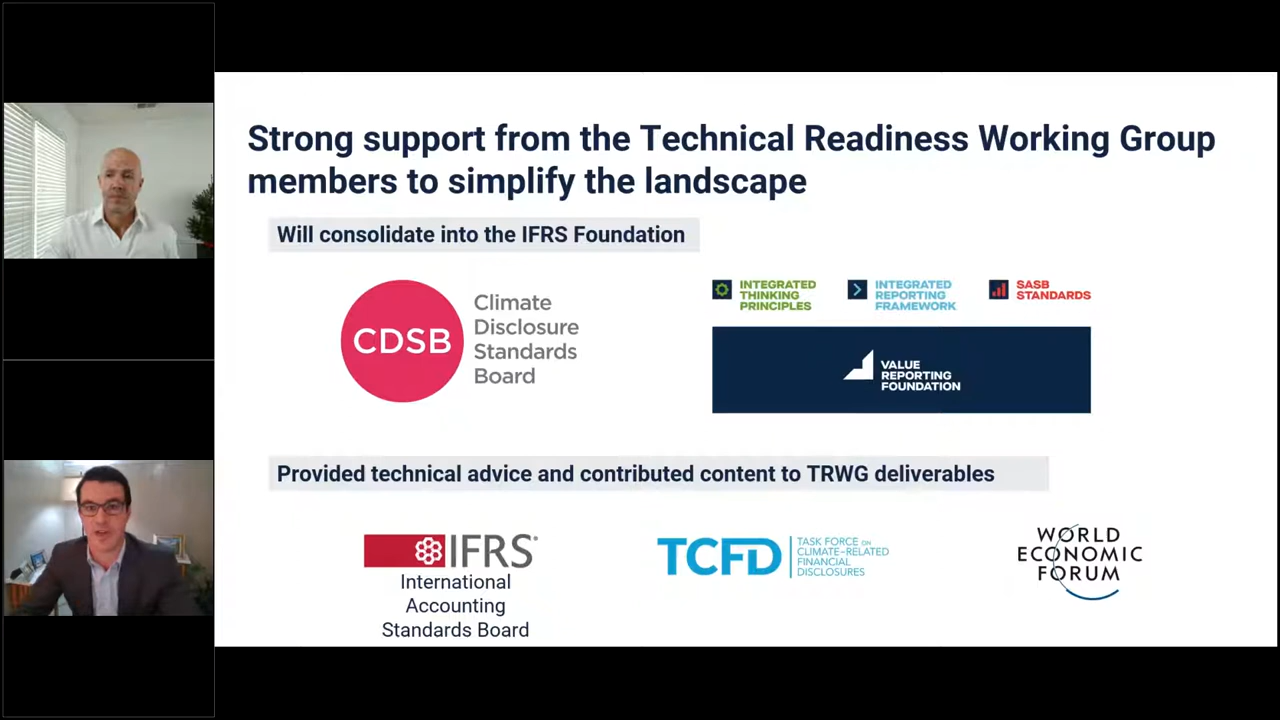 Strong support from the Technical Readiness Working Group
members to simplify the landscape
Will consolidate into the IFRS Foundation
CDSB
Climate
Disclosure
Standards
Board
INTEGRATED
THINKING
PRINCIPLES
INTEGRATED
REPORTING
FRAMEWORK
SASB
STANDARDS
VALUE
REPORTING
FOUNDATION
Provided technical advice and contributed content to TRWG deliverables
IFRS®
International
Accounting
Standards Board
TCFD
TASK FORCE ON
CLIMATE-RELATED
FINANCIAL
DISCLOSURES
WORLD
ECONOMIC
FORUM